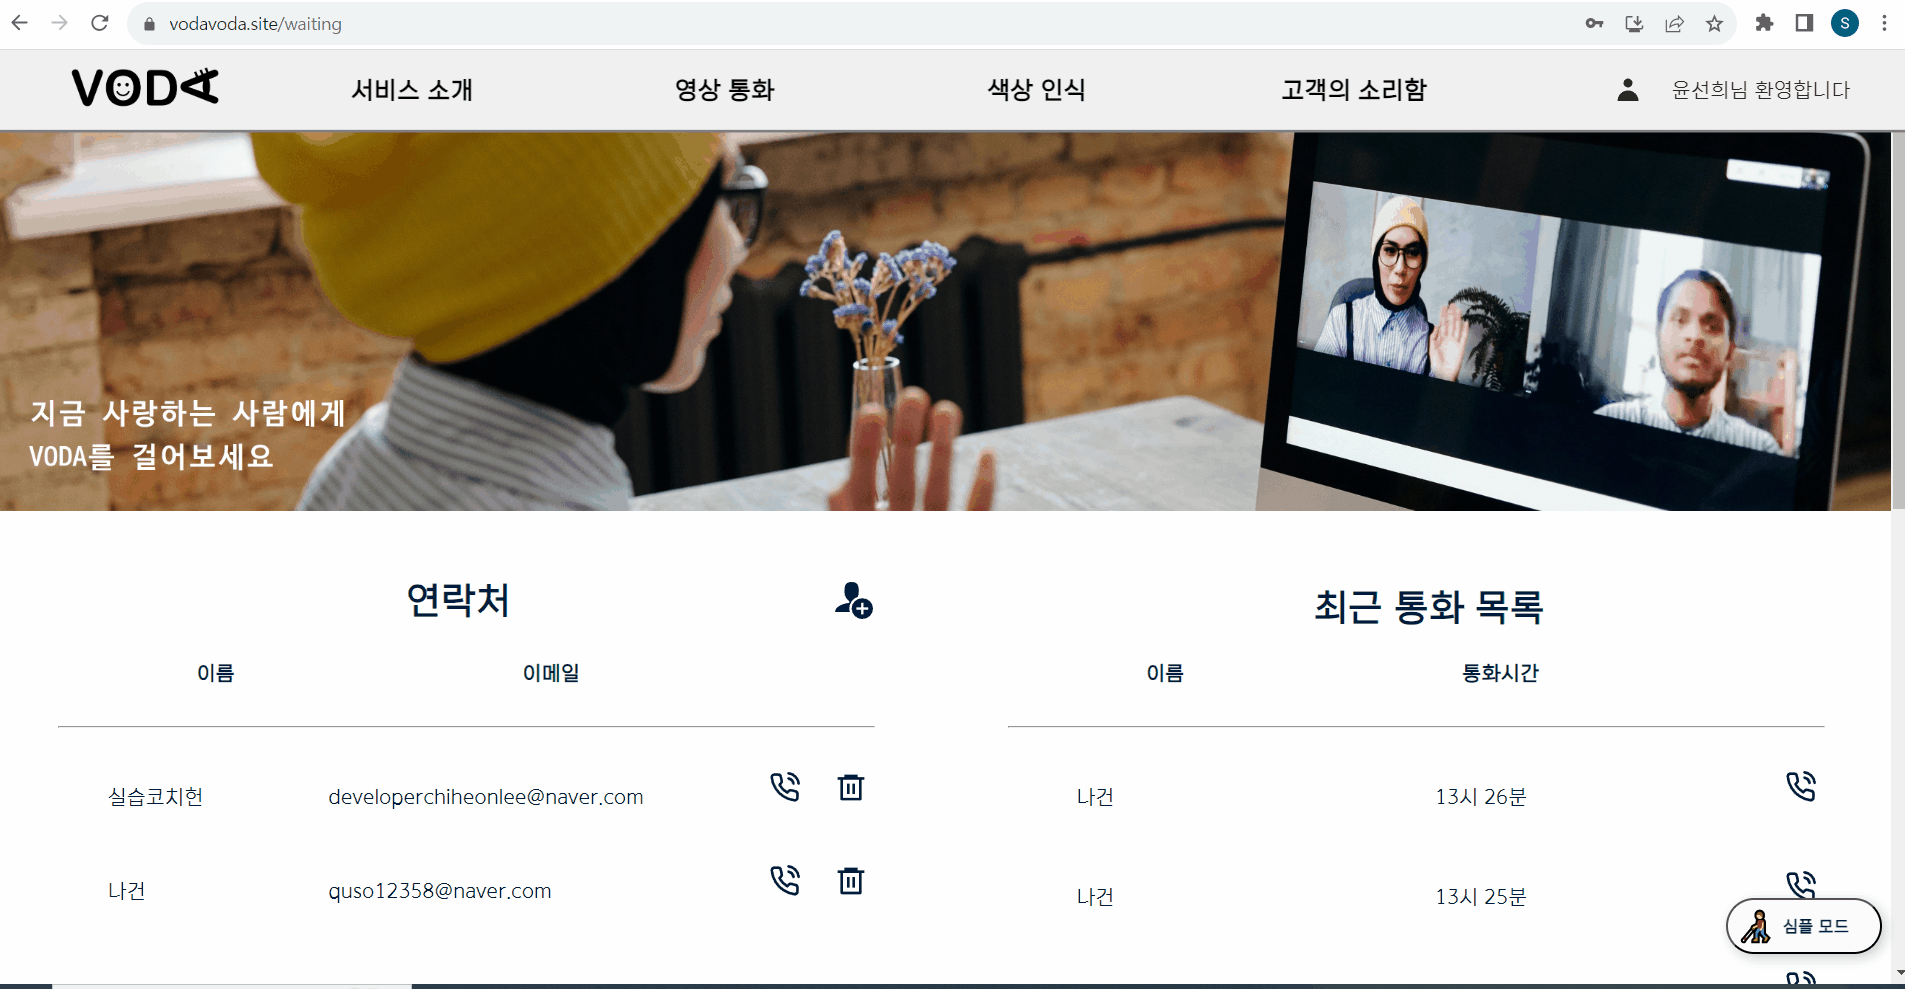 vodavoda.site/waiting
S
VODA
서비스 소개
영상 통화
색상 인식
고객의 소리함
윤선희님 환영합니다
지금 사랑하는 사람에게
VODA를 걸어보세요
연락처
이름
이메일
실습코치헌
developerchiheonlee@naver.com
나건
quso12358@naver.com
최근 통화 목록
이름
통화시간
나건
13시 26분
나건
13시 25분
심플 모드